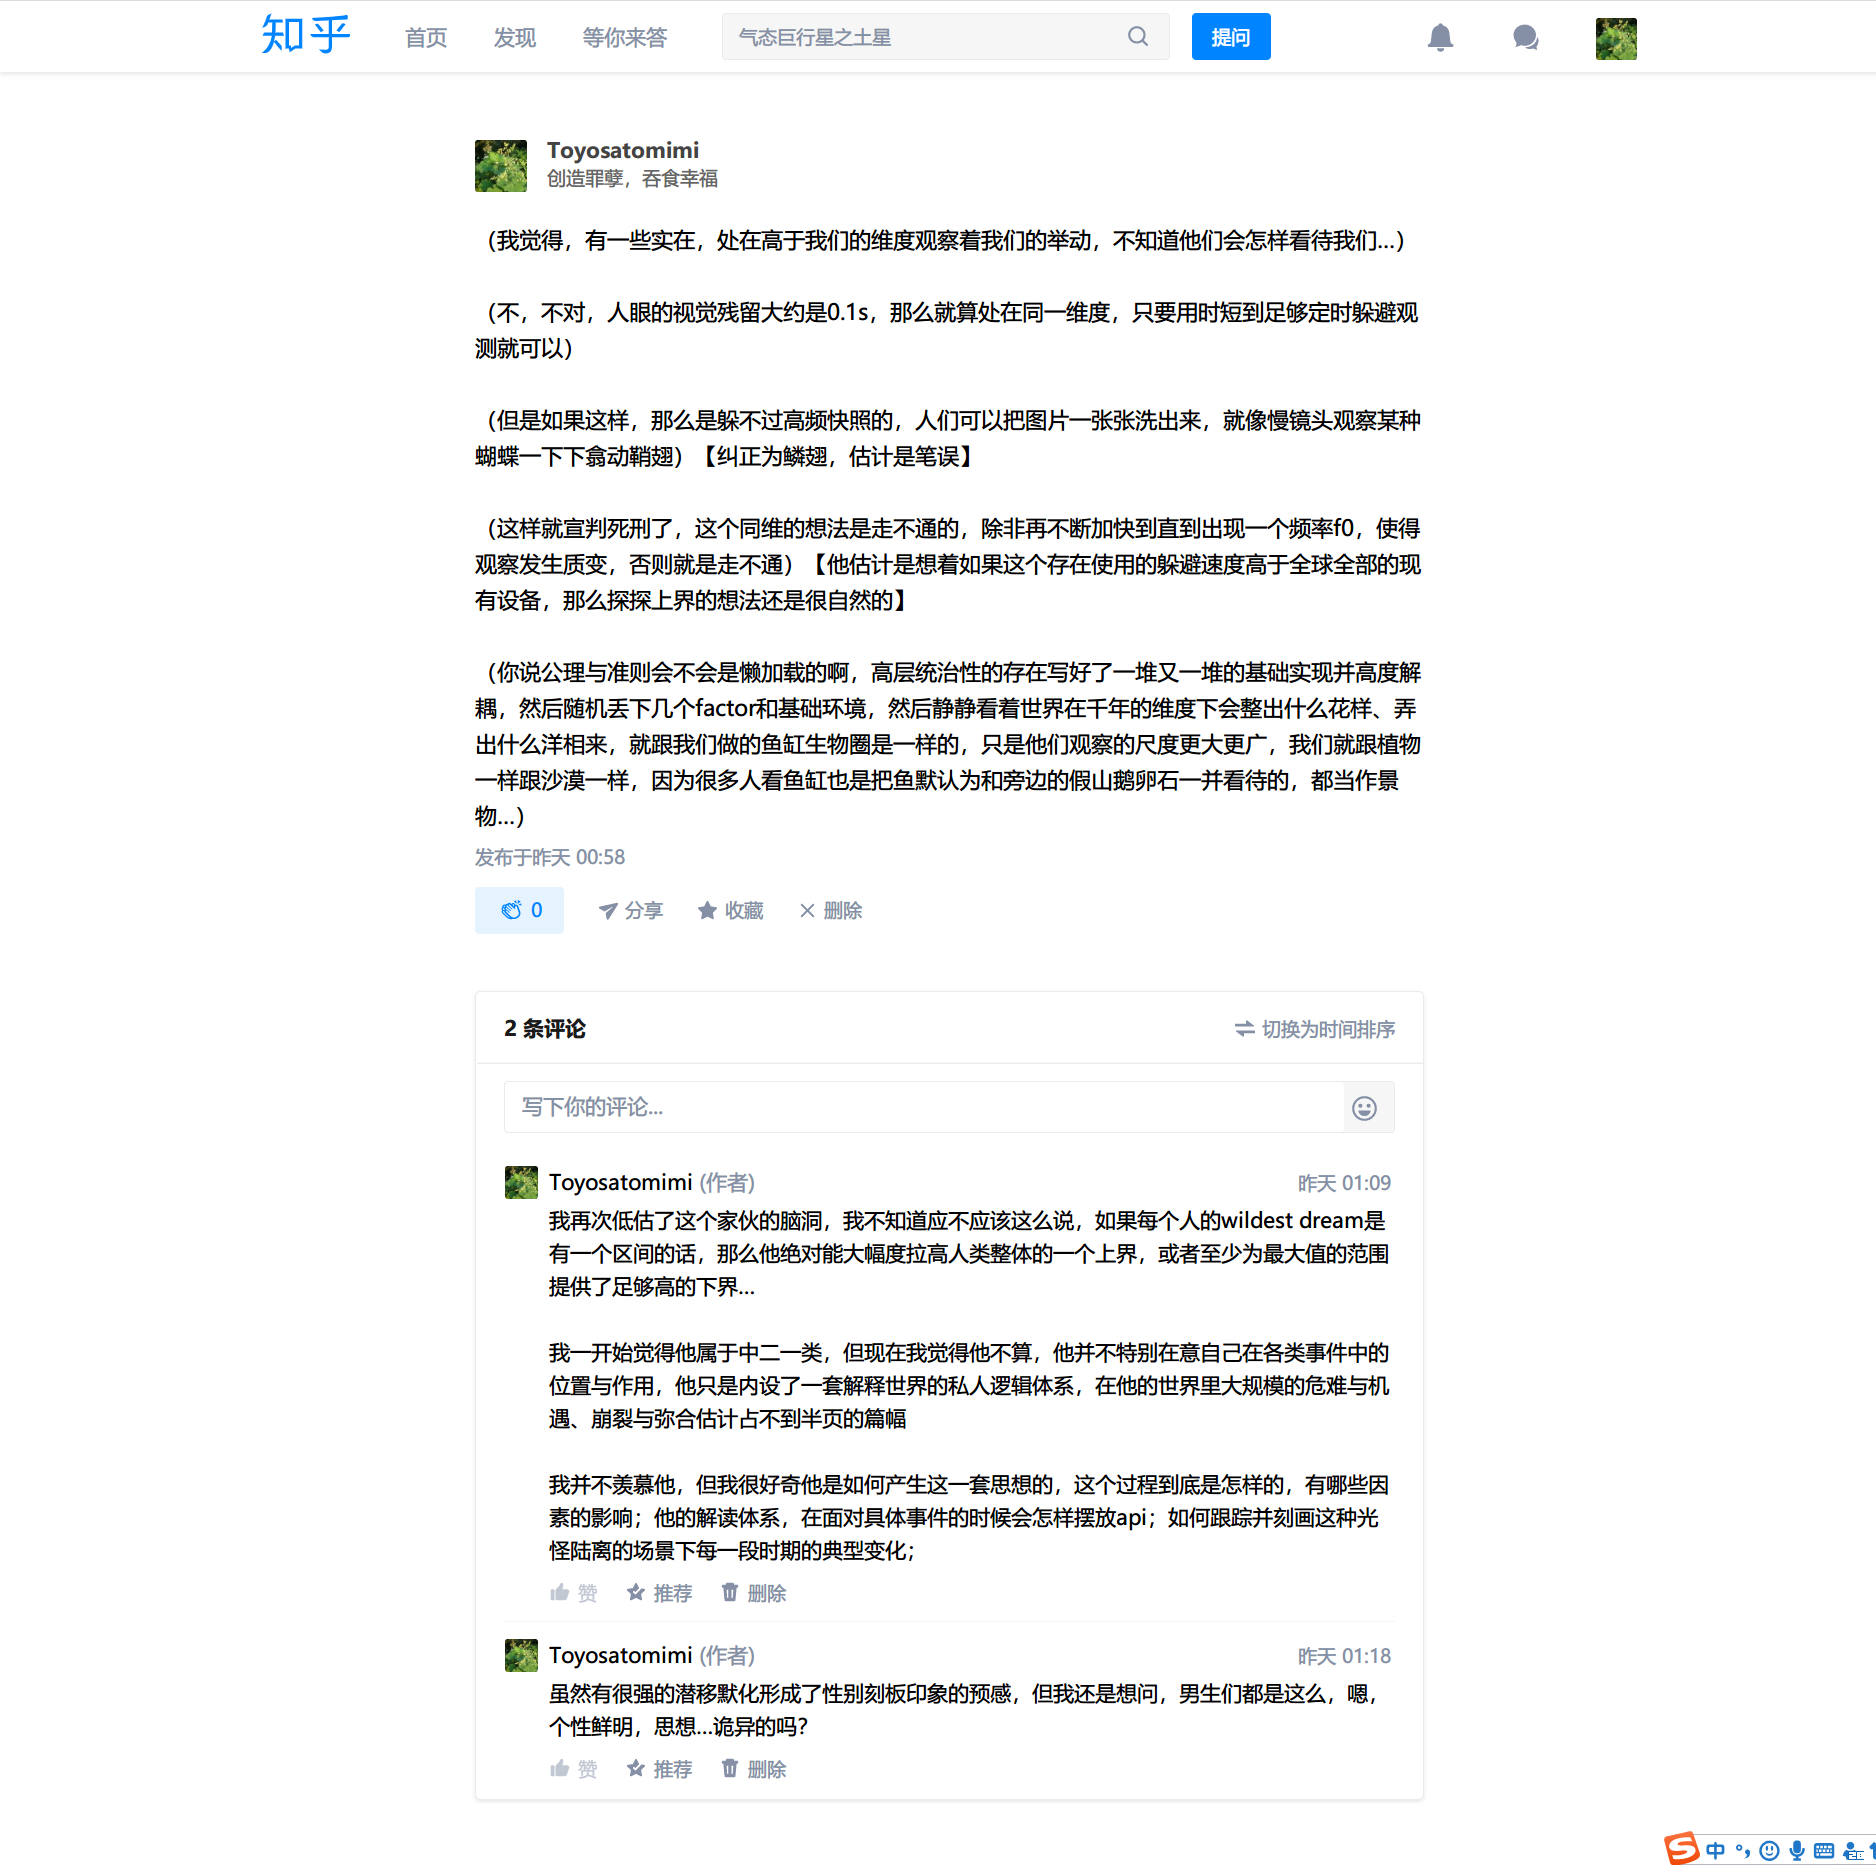 知乎 首页 发现 等你来答 气态巨行星之土星 提问
Toyosatomimi
创造罪孽，吞食幸福
（我觉得，有一些实在，处在高于我们的维度观察着我们的举动，不知道他们会怎样看待我们...）
（不，不对，人眼的视觉残留大约是0.1s，那么就算处在同一维度，只要用时短到足够定时躲避观
测就可以）
（但是如果这样，那么是躲不过高频快照的，人们可以把图片一张张洗出来，就像慢镜头观察某种
蝴蝶一下下翕动鞘翅）【纠正为鳞翅，估计是笔误】
（这样就宣判死刑了，这个同维的想法是走不通的，除非再不断加快到直到出现一个频率f0，使得
观察发生质变，否则就是走不通）【他估计是想着如果这个存在使用的躲避速度高于全球全部的现
有设备，那么探探上界的想法还是很自然的】
（你说公理与准则会不会是懒加载的啊，高层统治性的存在写好了一堆又一堆的基础实现并高度解
耦，然后随机丢下几个factor和基础环境，然后静静看着世界在千年的维度下会整出什么花样、弄
出什么洋相来，就跟我们做的鱼缸生物圈是一样的，只是他们观察的尺度更大更广，我们就跟植物
一样跟沙漠一样，因为很多人看鱼缸也是把鱼默认为和旁边的假山鹅卵石一并看待的，都当作景
物...）
发布于昨天 00:58
0 分享 收藏 删除
2 条评论 切换为时间排序
写下你的评论...
Toyosatomimi (作者) 昨天 01:09
我再次低估了这个家伙的脑洞，我不知道应不应该这么说，如果每个人的wildest dream是
有一个区间的话，那么他绝对能大幅度拉高人类整体的一个上界，或者至少为最大值的范围
提供了足够高的下界...
我一开始觉得他属于中二一类，但现在我觉得他不算，他并不特别在意自己在各类事件中的
位置与作用，他只是内设了一套解释世界的私人逻辑体系，在他的世界里大规模的危难与机
遇、崩裂与弥合估计占不到半页的篇幅
我并不羡慕他，但我很好奇他是如何产生这一套思想的，这个过程到底是怎样的，有哪些因
素的影响；他的解读体系，在面对具体事件的时候会怎样摆放api；如何跟踪并刻画这种光
怪陆离的场景下每一段时期的典型变化；
赞 推荐 删除
Toyosatomimi (作者) 昨天 01:18
虽然有很强的潜移默化形成了性别刻板印象的预感，但我还是想问，男生们都是这么，嗯，
个性鲜明，思想...诡异的吗？
赞 推荐 删除
S 中